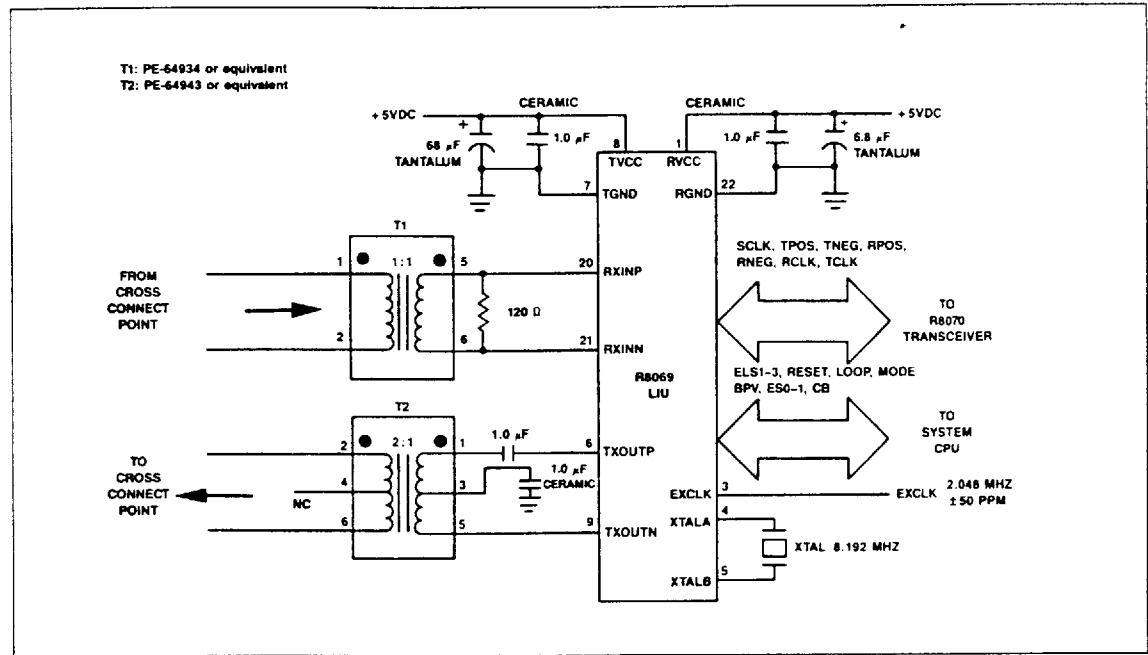 T1: PE-64934 or equivalent
T2: PE-64943 or equivalent
+5VDC
CERAMIC
+
68 µF
TANTALUM
1.0 µF
8
TVCC
7
TGND
CERAMIC
+5VDC
1
RVCC
1.0 µF
+
6.8 µF
TANTALUM
RGND
22
T1
1
1:1
5
2
6
FROM
CROSS
CONNECT
POINT
120 Ω
20
RXINP
21
RXINN
R8069
LIU
SCLK, TPOS, TNEG, RPOS,
RNEG, RCLK, TCLK
TO
R8070
TRANSCEIVER
ELS1-3, RESET, LOOP, MODE
BPV, ES0-1, CB
TO
SYSTEM
CPU
T2
2
2:1
1
4
NC
3
6
5
TO
CROSS
CONNECT
POINT
1.0 µF
1.0 µF
CERAMIC
6
TXOUTP
9
TXOUTN
EXCLK
3
EXCLK
2.048 MHZ
±50 PPM
XTALA
4
XTAL 8.192 MHZ
XTALB
5